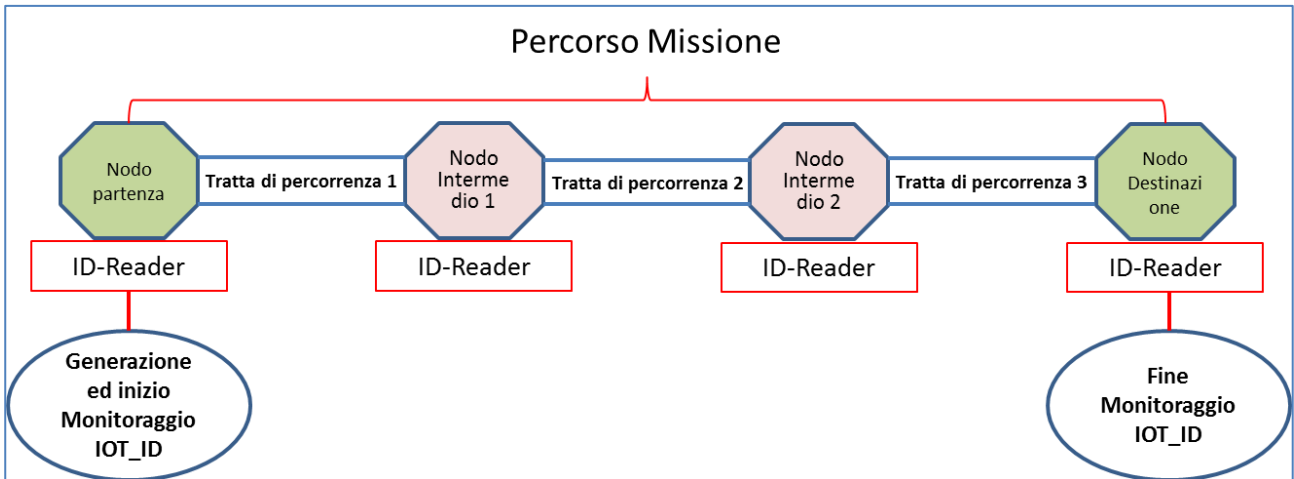 Percorso Missione
Nodo
partenza
Tratta di percorrenza 1
Nodo
Interme
dio 1
Tratta di percorrenza 2
Nodo
Interme
dio 2
Tratta di percorrenza 3
Nodo
Destinazi
one
ID-Reader
ID-Reader
ID-Reader
ID-Reader
Generazione
ed inizio
Monitoraggio
IOT_ID
Fine
Monitoraggio
IOT_ID